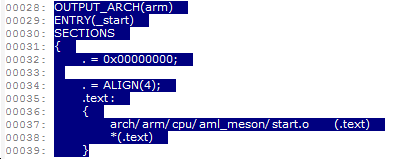 00028: OUTPUT_ARCH(arm)
00029: ENTRY(_start)
00030: SECTIONS
00031: {
00032:     . = 0x00000000;
00033:
00034:     . = ALIGN(4);
00035:     .text:
00036:     {
00037:         arch/arm/cpu/aml_meson/start.o    (.text)
00038:         *(.text)
00039:     }